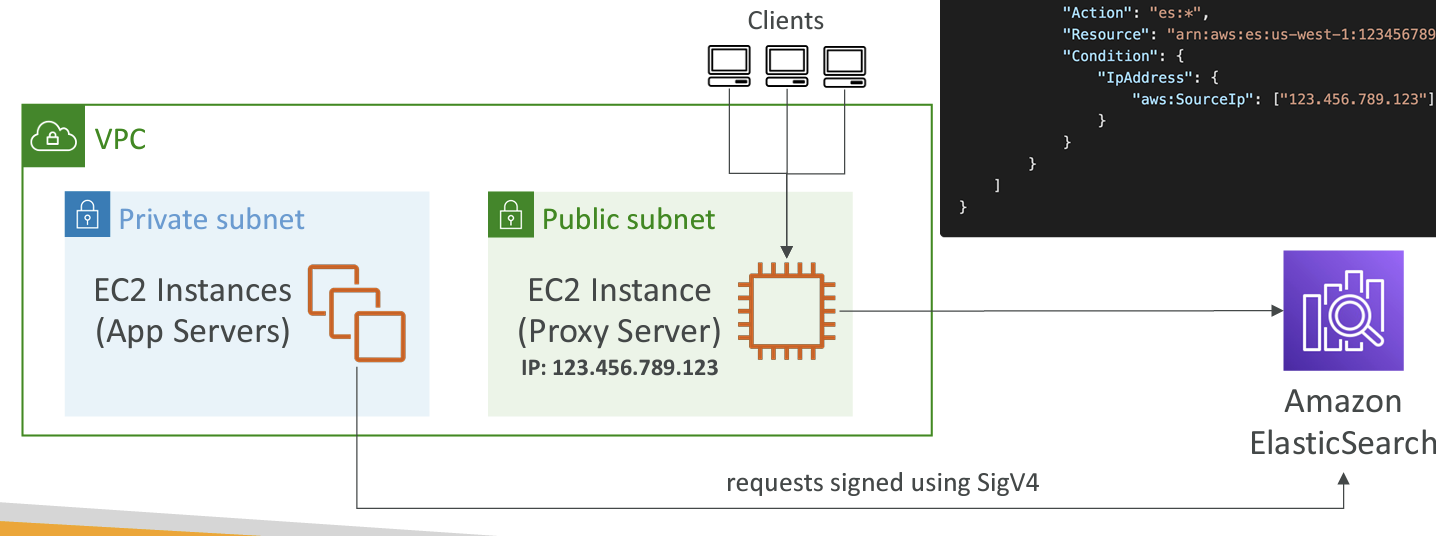 Clients
"Action": "es:*",
"Resource": "arn:aws:es:us-west-1:123456789
"Condition": {
"IpAddress": {
"aws:SourceIp": ["123.456.789.123"]
}
}
}
]
}
VPC
Private subnet
EC2 Instances
(App Servers)
Public subnet
EC2 Instance
(Proxy Server)
IP: 123.456.789.123
Amazon
ElasticSearch
requests signed using SigV4